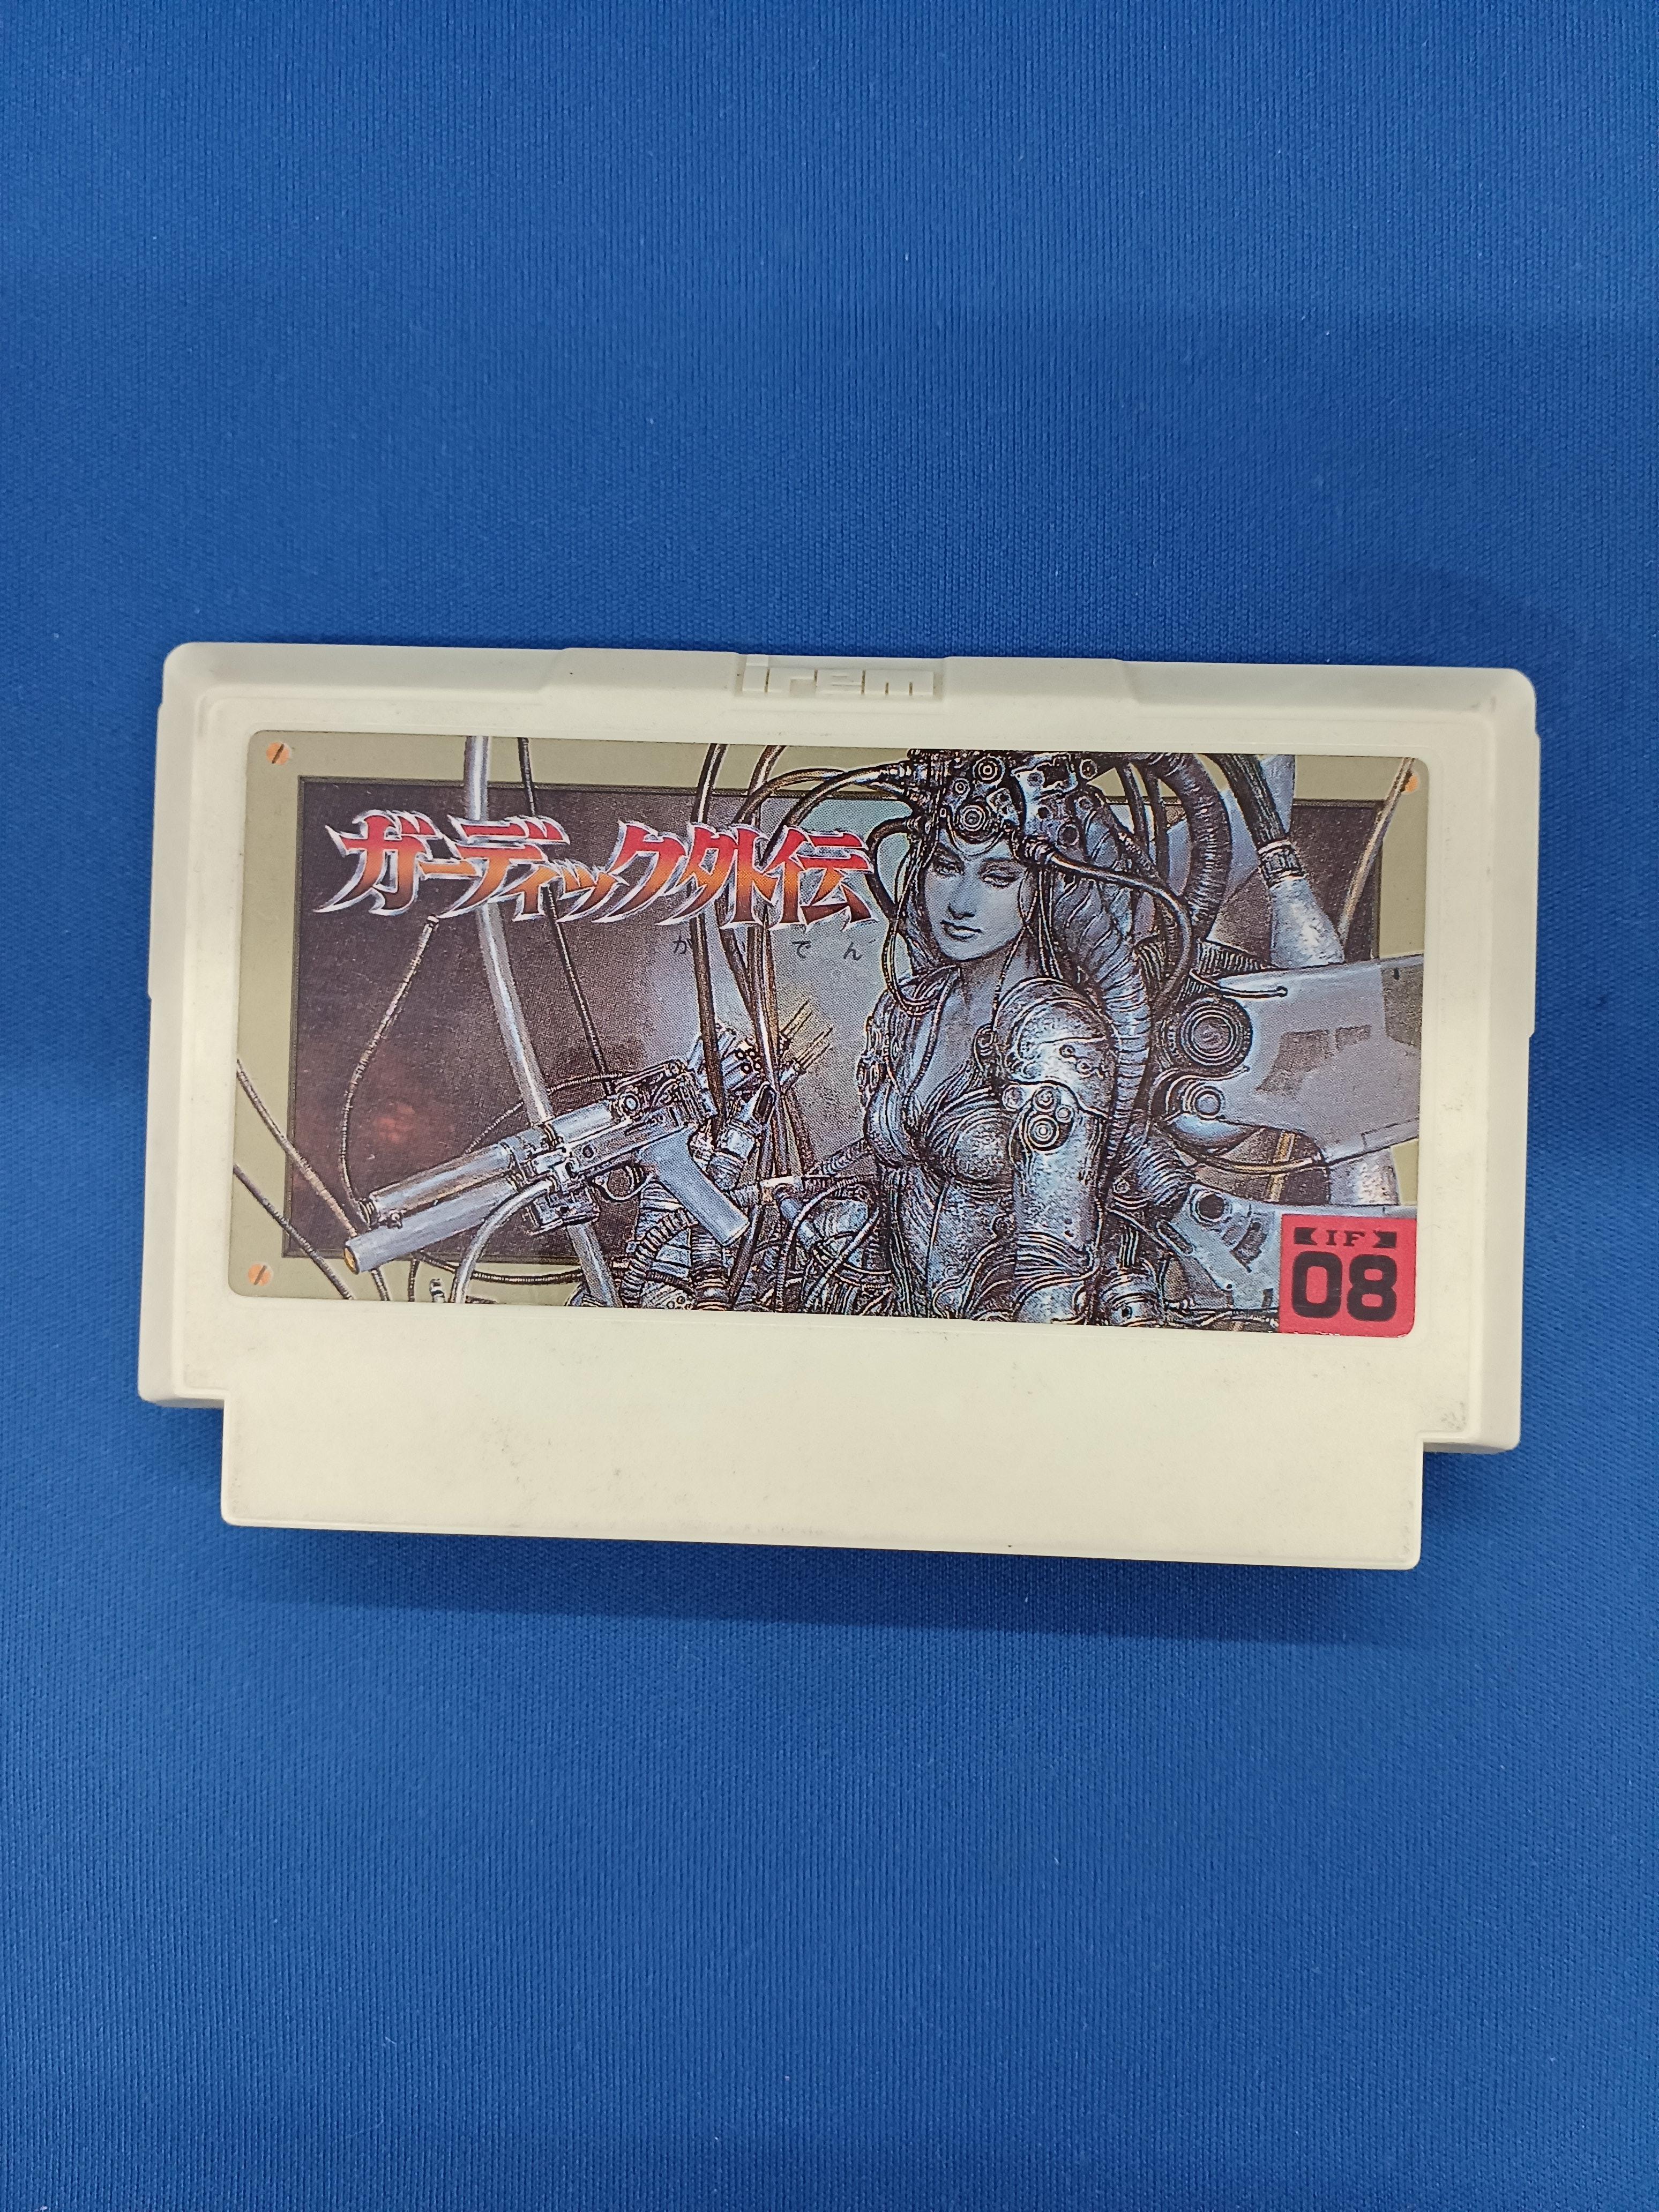 irem
ガーディック外伝
がいでん
IF
08